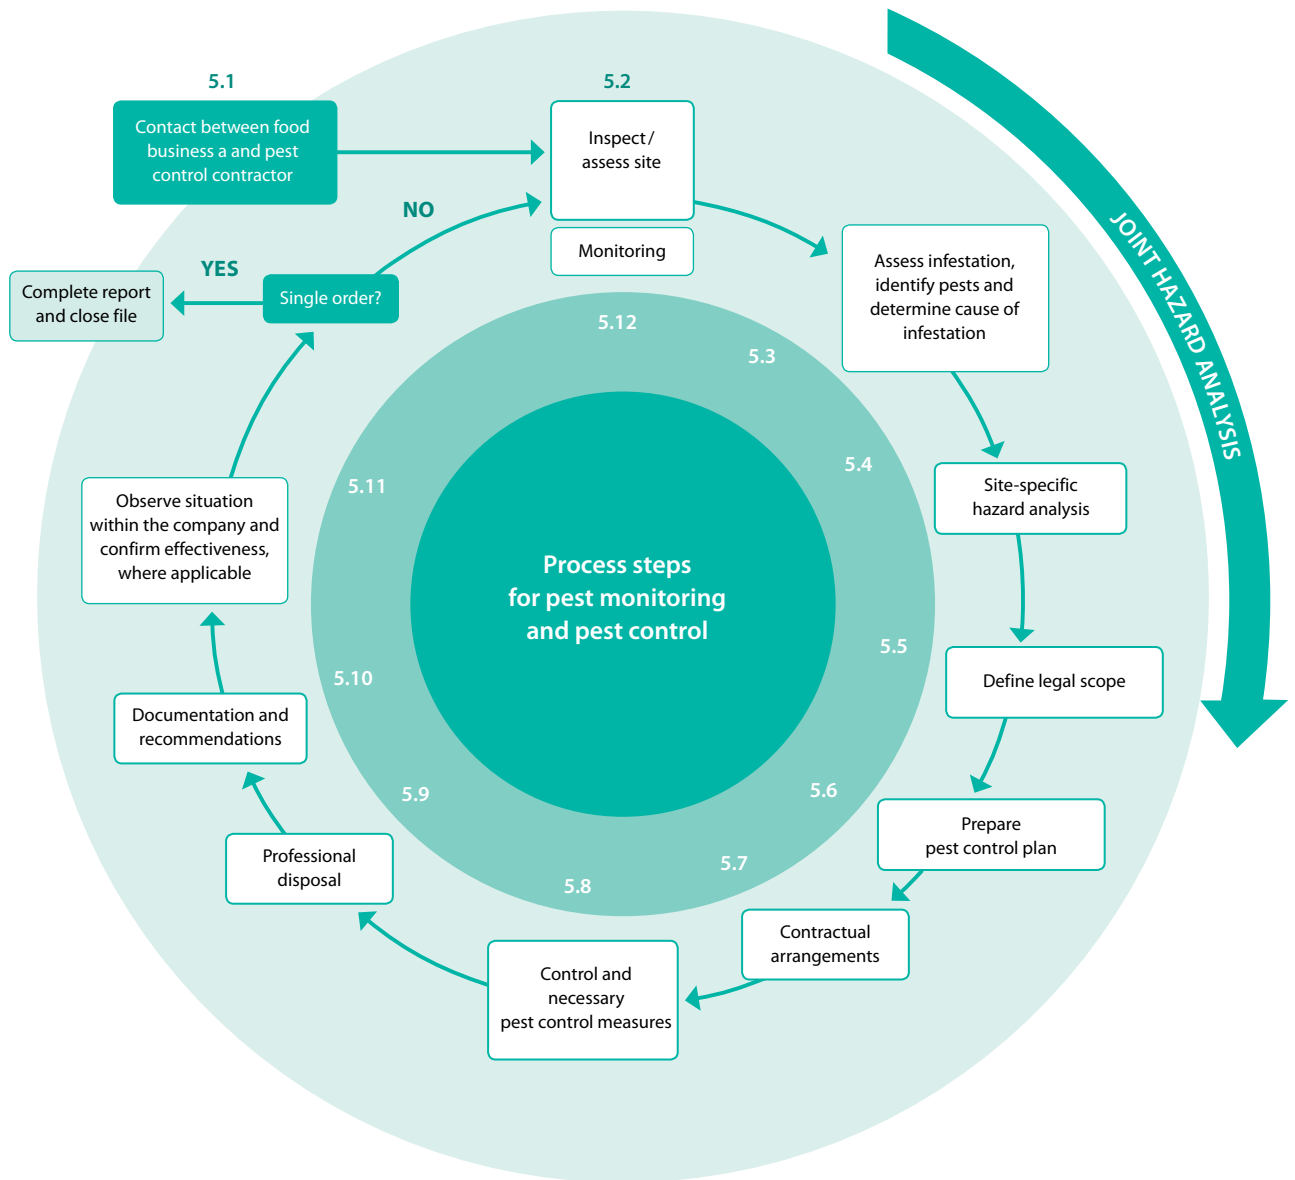 5.1
Contact between food
business a and pest
control contractor
5.2
Inspect/
assess site
Monitoring
NO
YES
Single order?
Complete report
and close file
Assess infestation,
identify pests and
determine cause of
infestation
JOINT HAZARD ANALYSIS
5.12
5.3
5.4
Site-specific
hazard analysis
5.11
Observe situation
within the company and
confirm effectiveness,
where applicable
Process steps
for pest monitoring
and pest control
5.5
Define legal scope
5.10
Documentation and
recommendations
5.6
Prepare
pest control plan
5.9
Professional
disposal
5.7
Contractual
arrangements
5.8
Control and
necessary
pest control measures